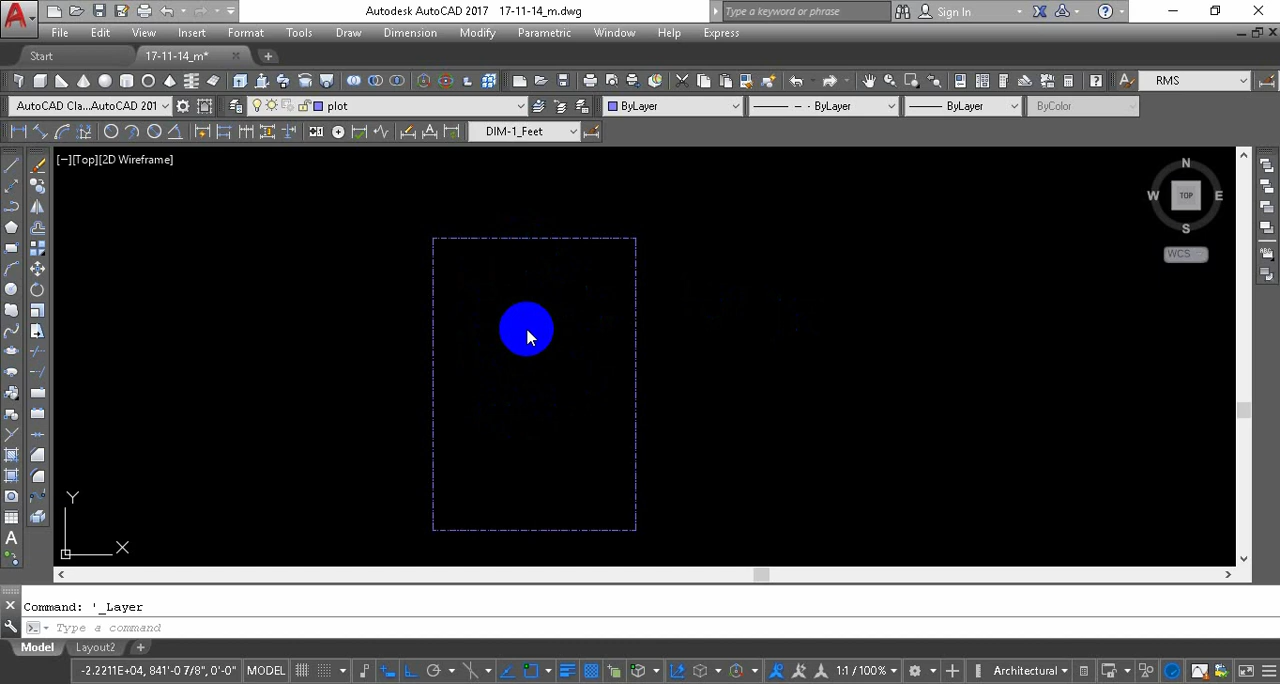 Autodesk AutoCAD 2017 17-11-14_m.dwg
Type a keyword or phrase
Sign In
File Edit View Insert Format Tools Draw Dimension Modify Parametric Window Help Express
Start
17-11-14_m*
RMS
AutoCAD Cla...AutoCAD 201
plot
ByLayer
ByLayer
ByLayer
ByColor
DIM-1_Feet
[−][Top][2D Wireframe]
N
W
TOP
E
S
WCS
Y
X
A
Command: '_Layer
Type a command
Model
Layout2
-2.2211E+04, 841'-0 7/8", 0'-0"
MODEL
1:1 / 100%
Architectural